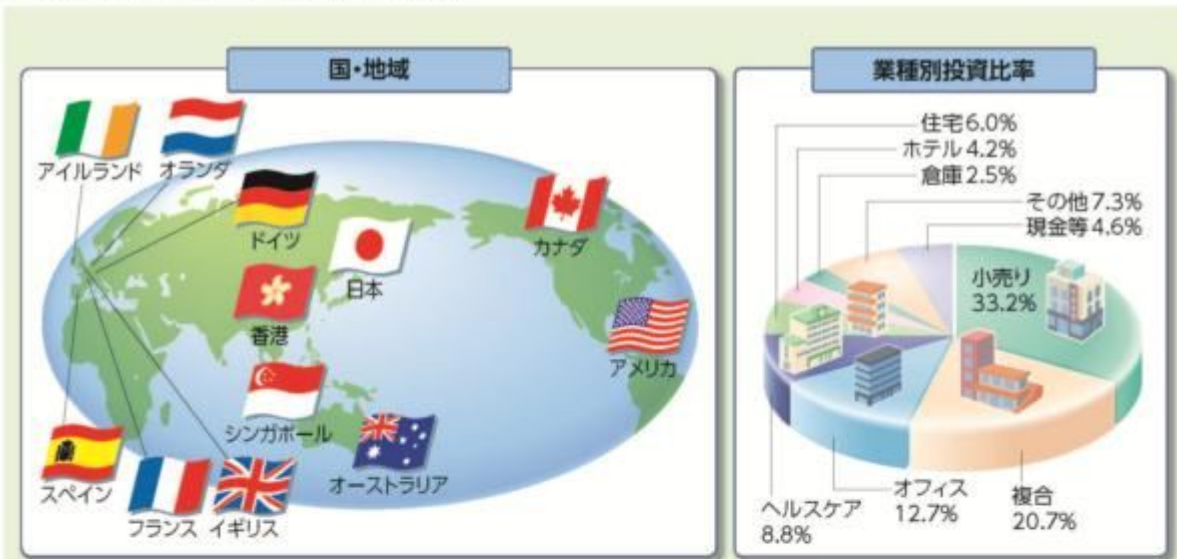 国・地域
アイルランド
オランダ
ドイツ
日本
香港
シンガポール
オーストラリア
カナダ
アメリカ
スペイン
フランス
イギリス
業種別投資比率
住宅6.0%
ホテル4.2%
倉庫2.5%
その他7.3%
現金等4.6%
小売り
33.2%
ヘルスケア
8.8%
オフィス
12.7%
複合
20.7%